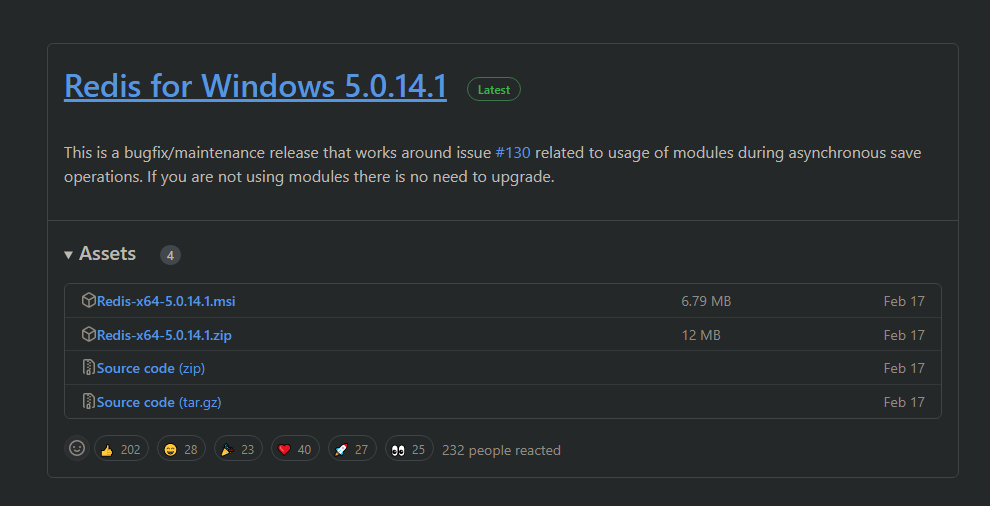 Redis for Windows 5.0.14.1 Latest
This is a bugfix/maintenance release that works around issue #130 related to usage of modules during asynchronous save
operations. If you are not using modules there is no need to upgrade.
Assets 4
Redis-x64-5.0.14.1.msi 6.79 MB Feb 17
Redis-x64-5.0.14.1.zip 12 MB Feb 17
Source code (zip) Feb 17
Source code (tar.gz) Feb 17
202 28 23 40 27 25 232 people reacted